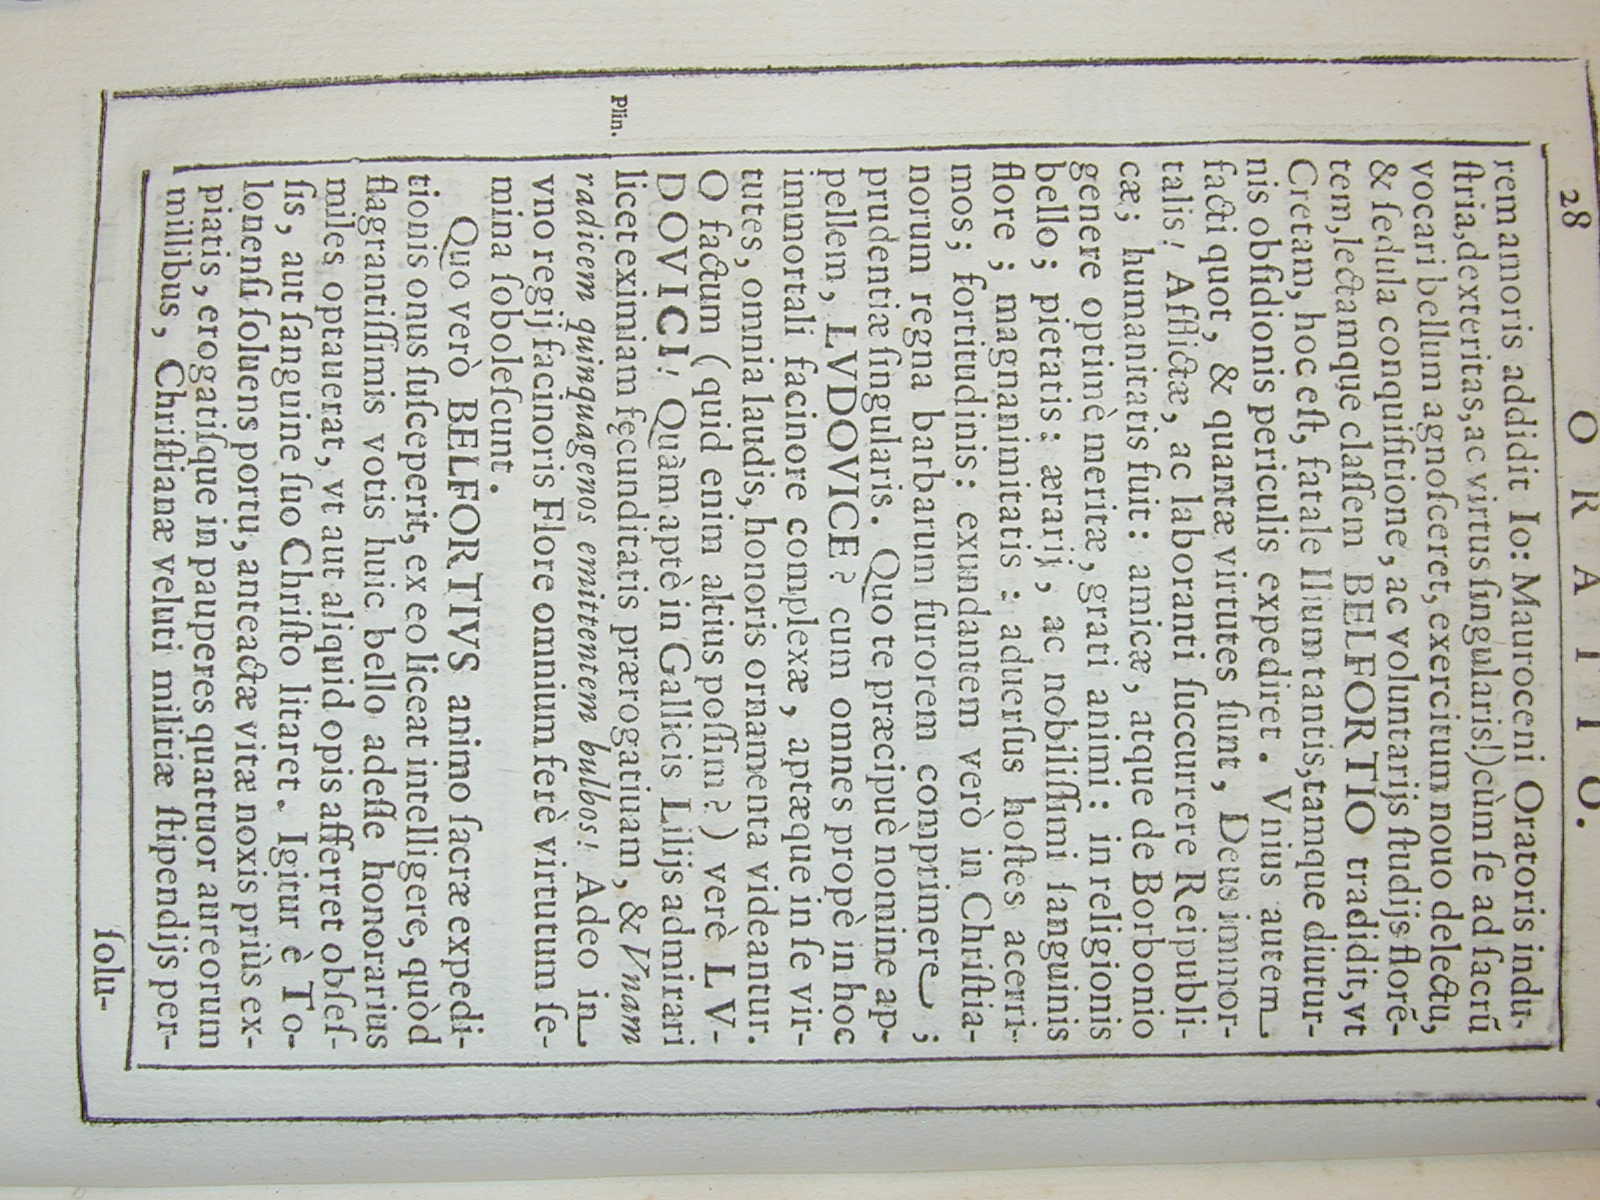 28 ORATIO.
rem amoris addidit Io: Mauroceni Oratoris indu-
ſtria, dexteritas, ac virtus ſingularis!) cùm ſe ad ſacrũ
vocari bellum agnoſceret, exercitum nouo delectu,
& ſedula conquiſitione, ac voluntarijs ſtudijs florẽ-
tem, lectamque claſſem BELFORTIO tradidit, vt
Cretam, hoc eſt, fatale Ilium tantis, tamque diutur-
nis obſidionis periculis expediret. Vnius autem
facti quot, & quantæ virtutes ſunt, Deus immor-
talis! Afflictæ, ac laboranti ſuccurrere Reipubli-
cæ; humanitatis fuit: amicæ, atque de Borbonio
genere optimè meritæ, grati animi: in religionis
bello; pietatis: ærarij, ac nobiliſſimi ſanguinis
flore; magnanimitatis: aduerſus hoſtes acerri-
mos; fortitudinis: exundantem verò in Chriſtia-
norum regna barbarum furorem comprimere;
prudentiæ ſingularis. Quo te præcipuè nomine ap-
pellem, LVDOVICE? cum omnes propè in hoc
immortali facinore complexæ, aptæque in ſe vir-
tutes, omnia laudis, honoris ornamenta videantur.
O factum (quid enim altius poſſim?) verè LV-
DOVICI! Quàm aptè in Gallicis Lilijs admirari
licet eximiam fęcunditatis prærogatiuam, & Vnam
Plin.
radicem quinquagenos emittentem bulbos! Adeo in
vno regij facinoris Flore omnium ferè virtutum ſe-
mina ſoboleſcunt.
Quo verò BELFORTIVS animo ſacræ expedi-
tionis onus ſuſceperit, ex eo liceat intelligere, quòd
flagrantiſſimis votis huic bello adeſſe honorarius
miles optauerat, vt aut aliquid opis afferret obſeſ-
ſis, aut ſanguine ſuo Chriſto litaret. Igitur è To-
lonenſi ſoluens portu, anteactæ vitæ noxis priùs ex-
piatis, erogatiſque in pauperes quattuor aureorum
millibus, Chriſtianæ veluti militiæ ſtipendijs per-
ſolu-